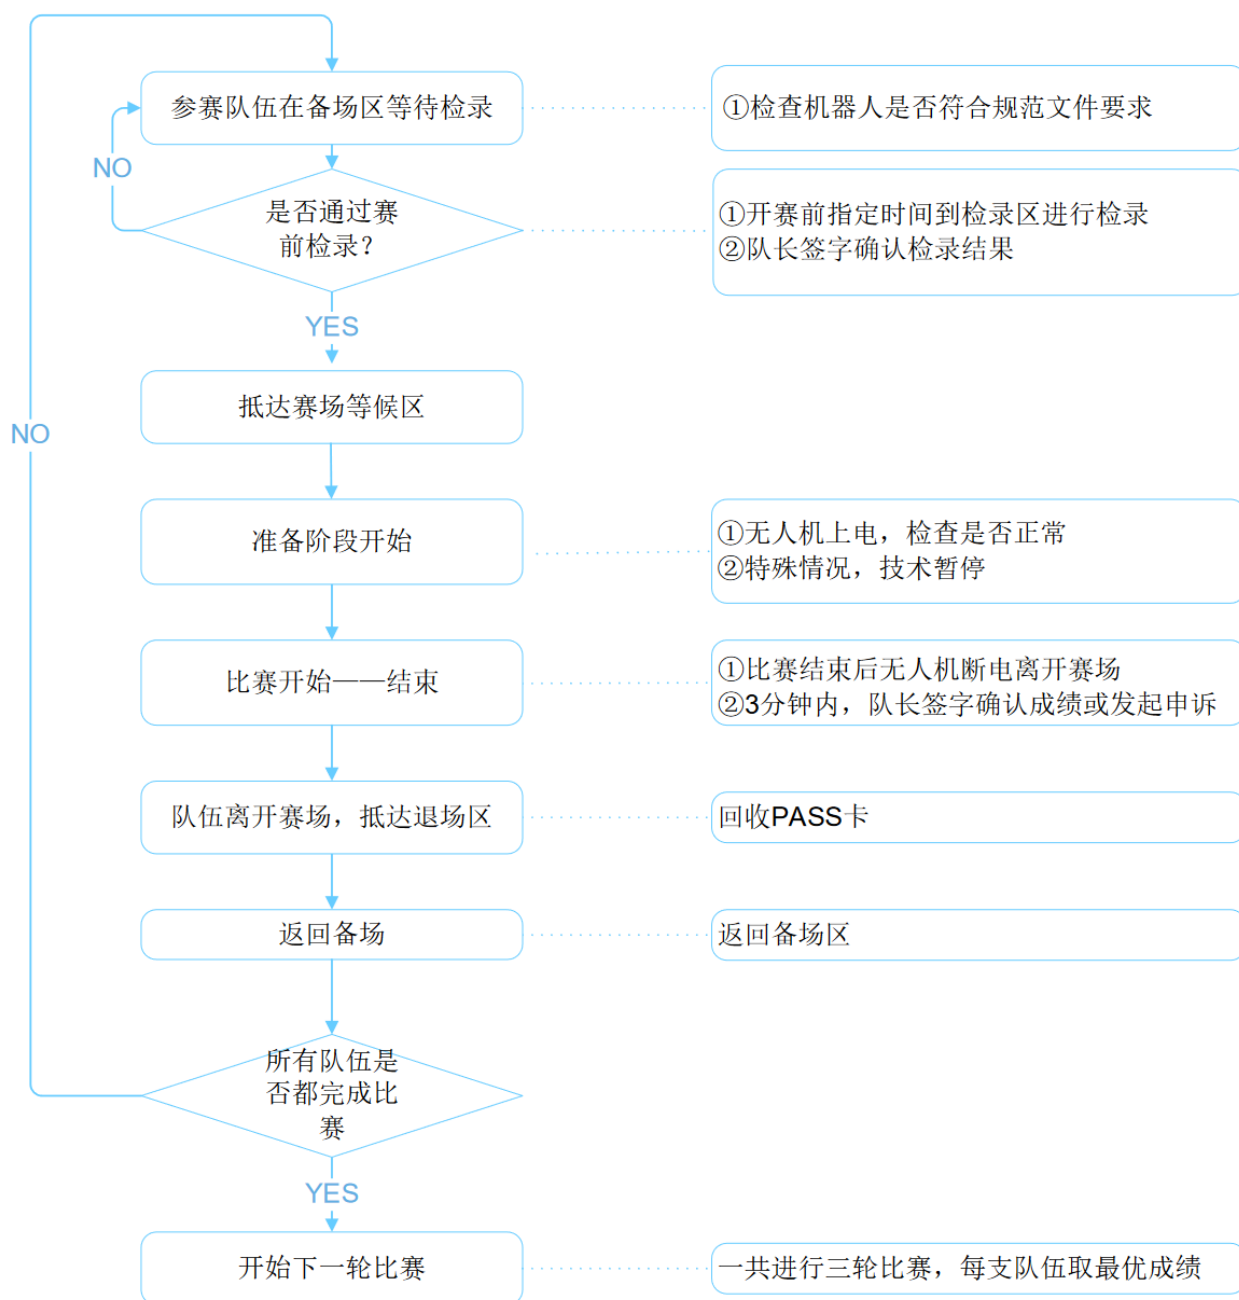 参赛队伍在备场区等待检录
①检查机器人是否符合规范文件要求
NO
是否通过赛
前检录？
①开赛前指定时间到检录区进行检录
②队长签字确认检录结果
YES
抵达赛场等候区
NO
准备阶段开始
①无人机上电，检查是否正常
②特殊情况，技术暂停
比赛开始——结束
①比赛结束后无人机断电离开赛场
②3分钟内，队长签字确认成绩或发起申诉
队伍离开赛场，抵达退场区
回收PASS卡
返回备场
返回备场区
所有队伍是
否都完成比
赛
YES
开始下一轮比赛
一共进行三轮比赛，每支队伍取最优成绩